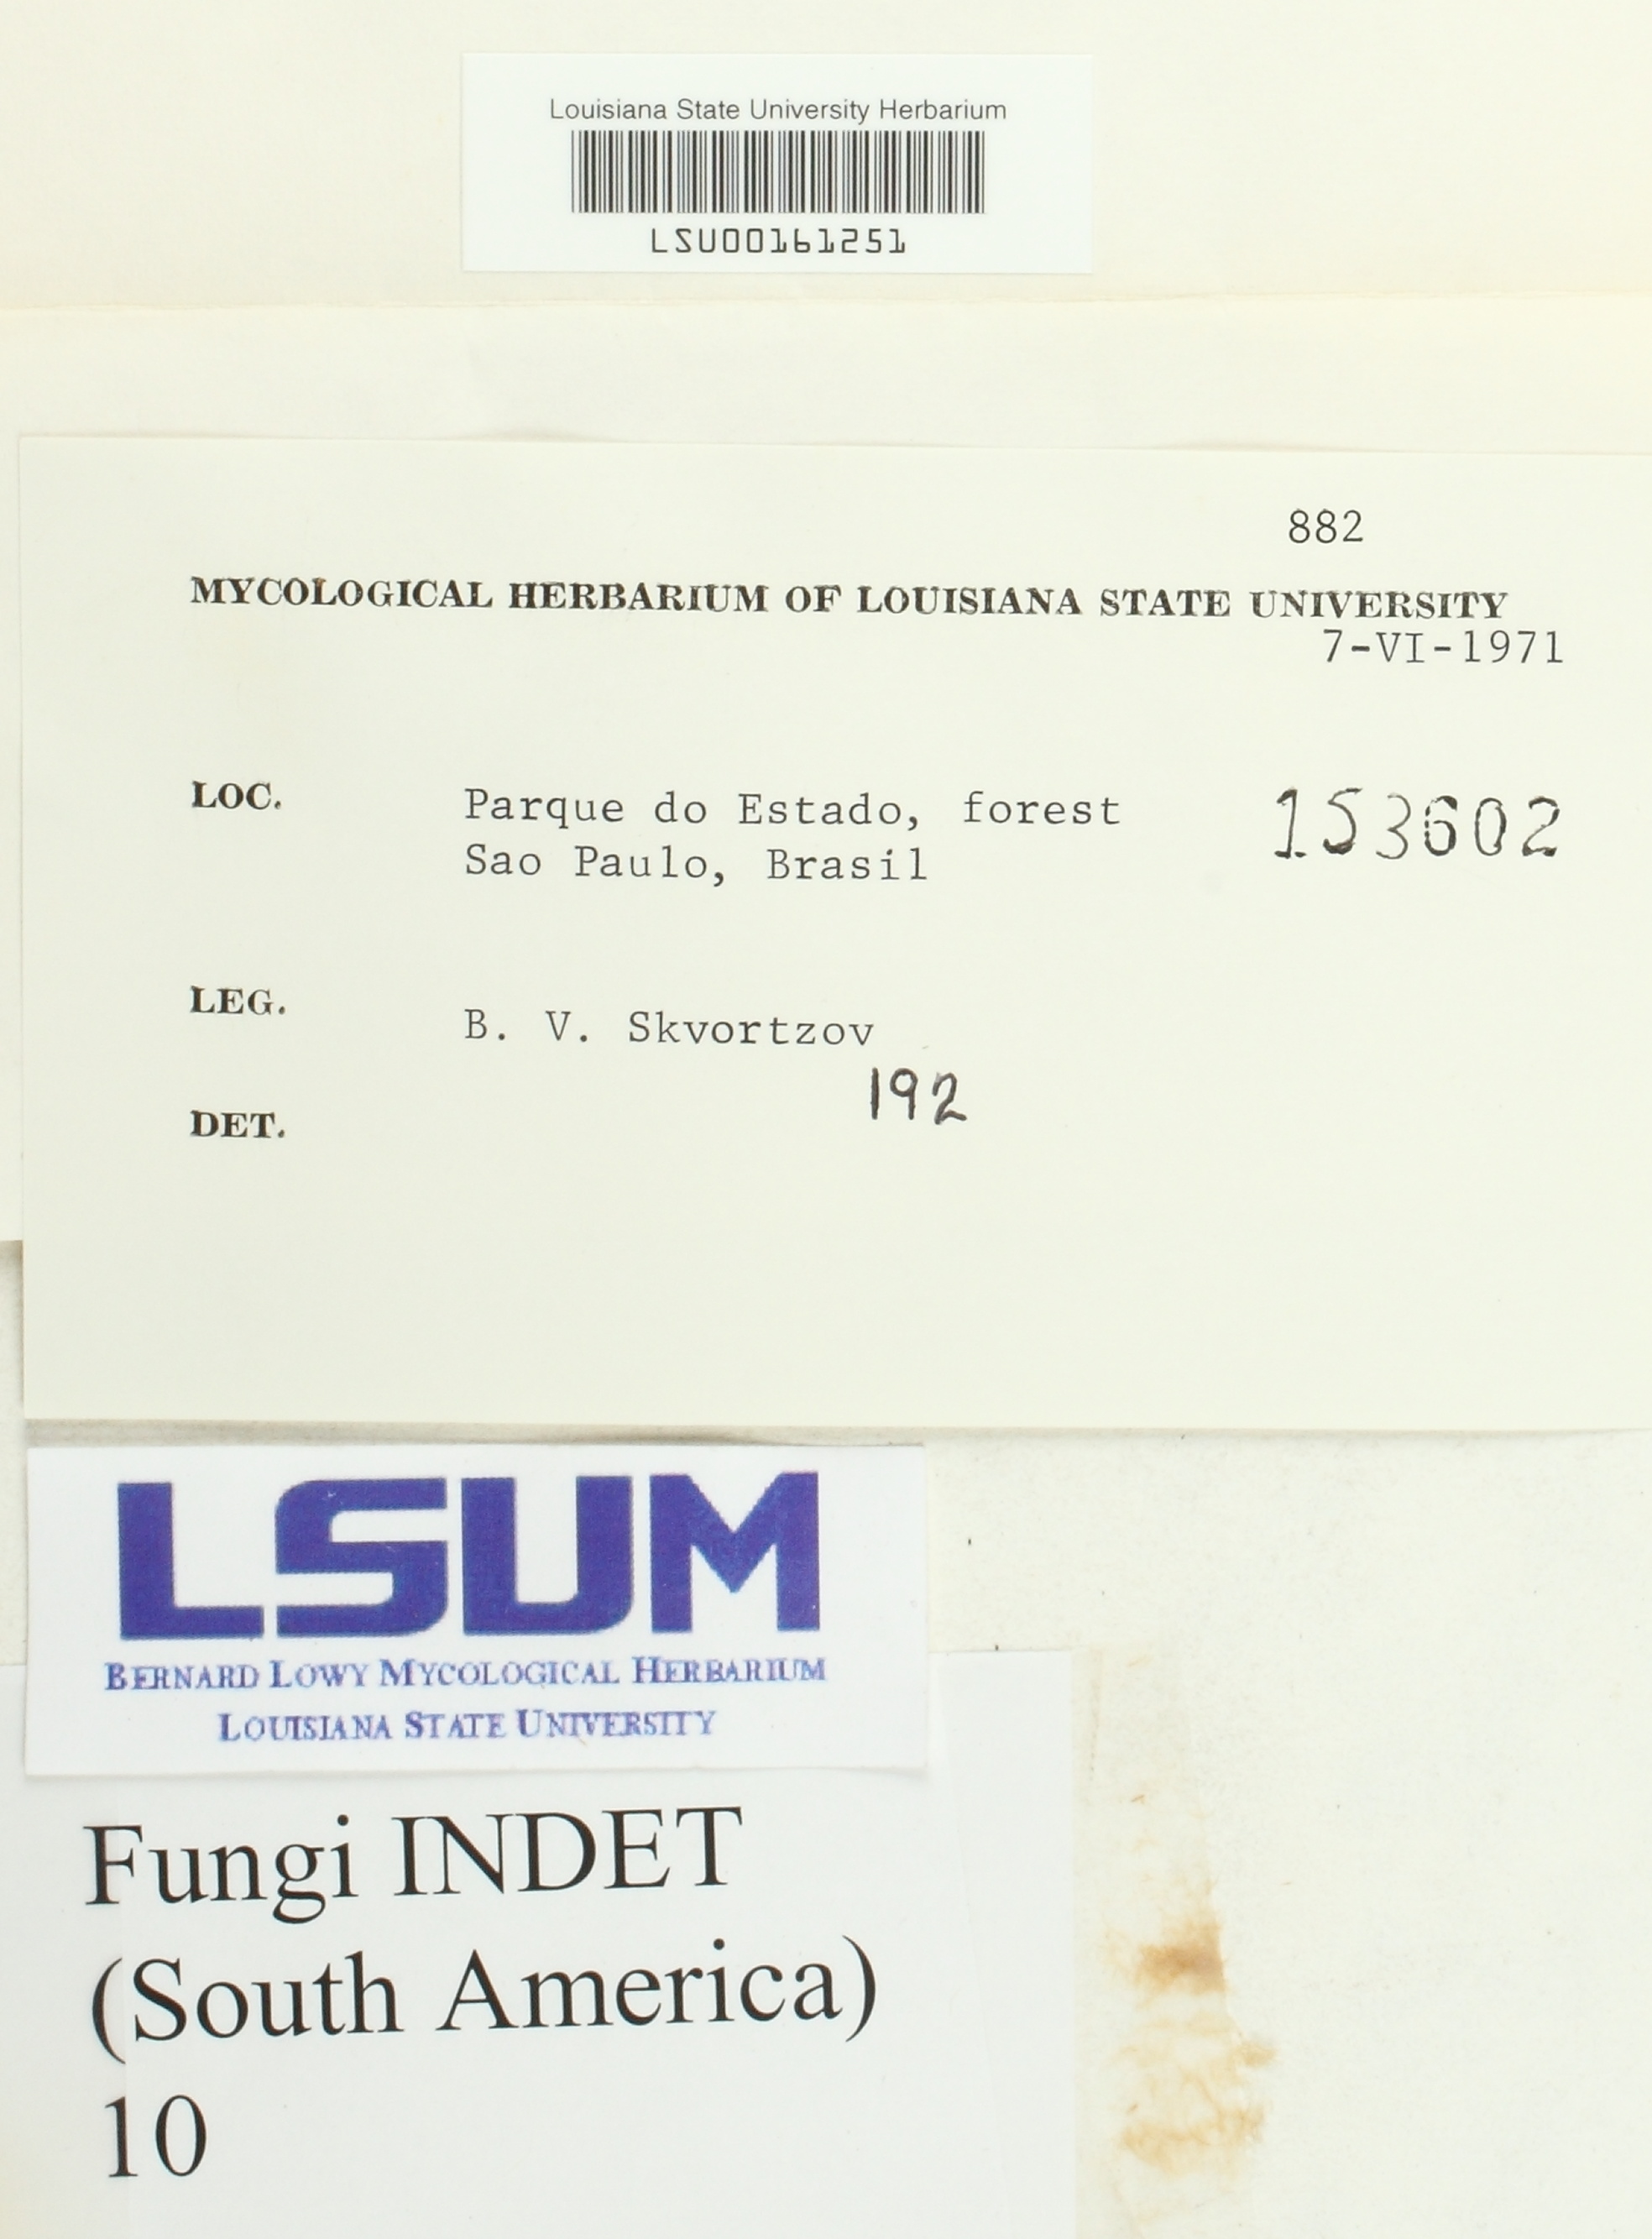 Louisiana State University Herbarium
LSU00161251
882
MYCOLOGICAL HERBARIUM OF LOUISIANA STATE UNIVERSITY
7-VI-1971
LOC. Parque do Estado, forest 153602
Sao Paulo, Brasil
LEG. B. V. Skvortzov
192
DET.
LSUM
BERNARD LOWY MYCOLOGICAL HERBARIUM
LOUISIANA STATE UNIVERSITY
Fungi INDET
(South America)
10